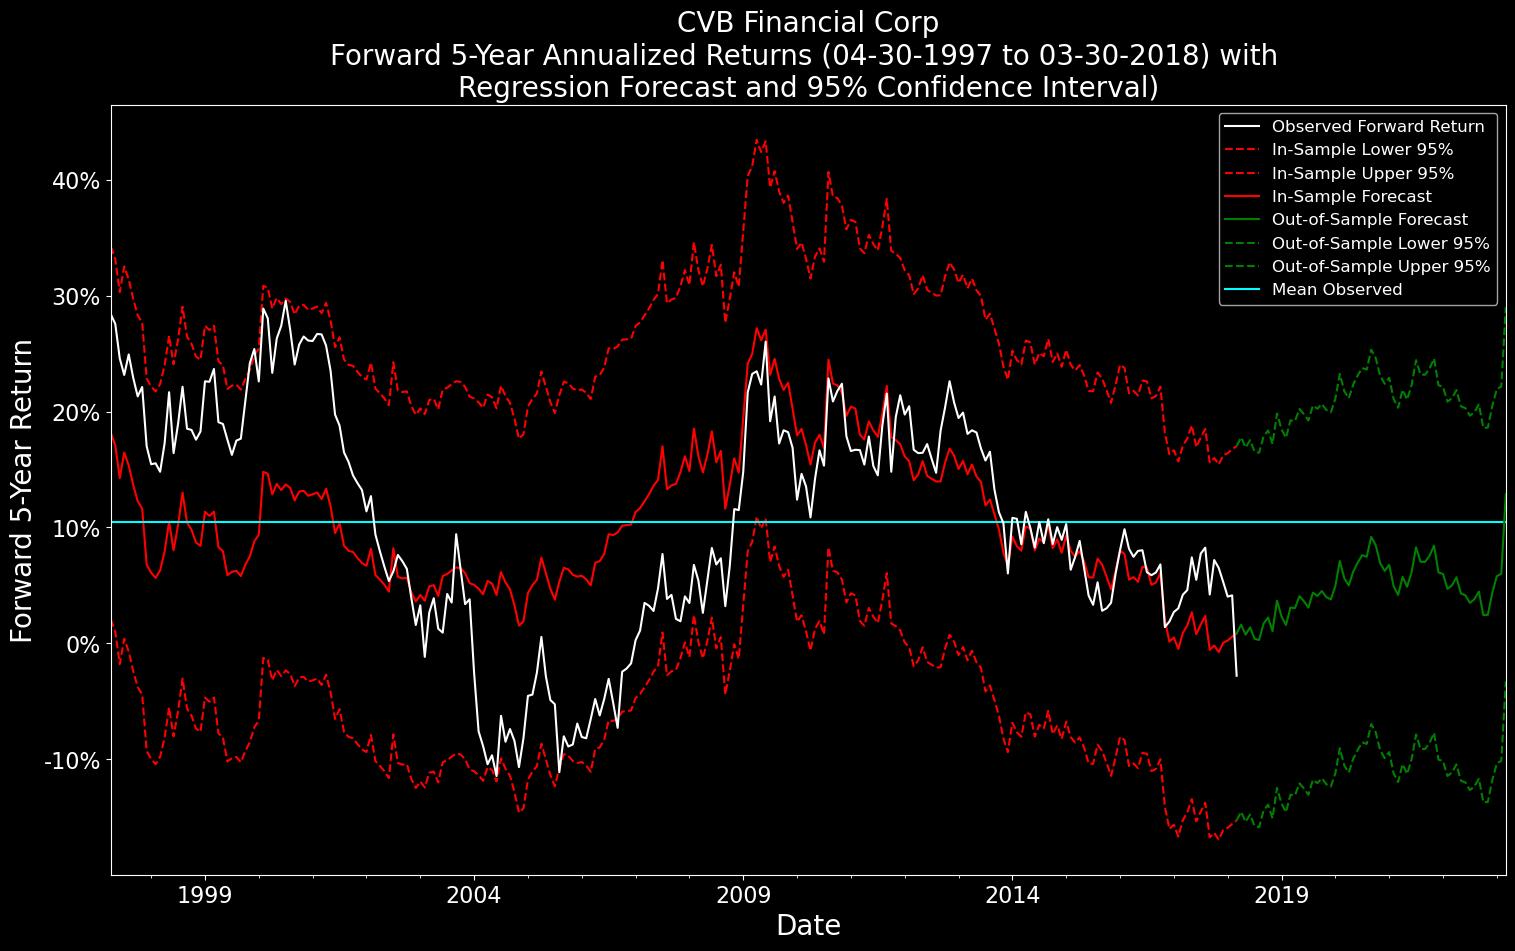 CVB Financial Corp
Forward 5-Year Annualized Returns (04-30-1997 to 03-30-2018) with
Regression Forecast and 95% Confidence Interval)
Observed Forward Return
In-Sample Lower 95%
In-Sample Upper 95%
In-Sample Forecast
Out-of-Sample Forecast
Out-of-Sample Lower 95%
Out-of-Sample Upper 95%
Mean Observed
Forward 5-Year Return
40%
30%
20%
10%
0%
-10%
1999
2004
2009
2014
2019
Date